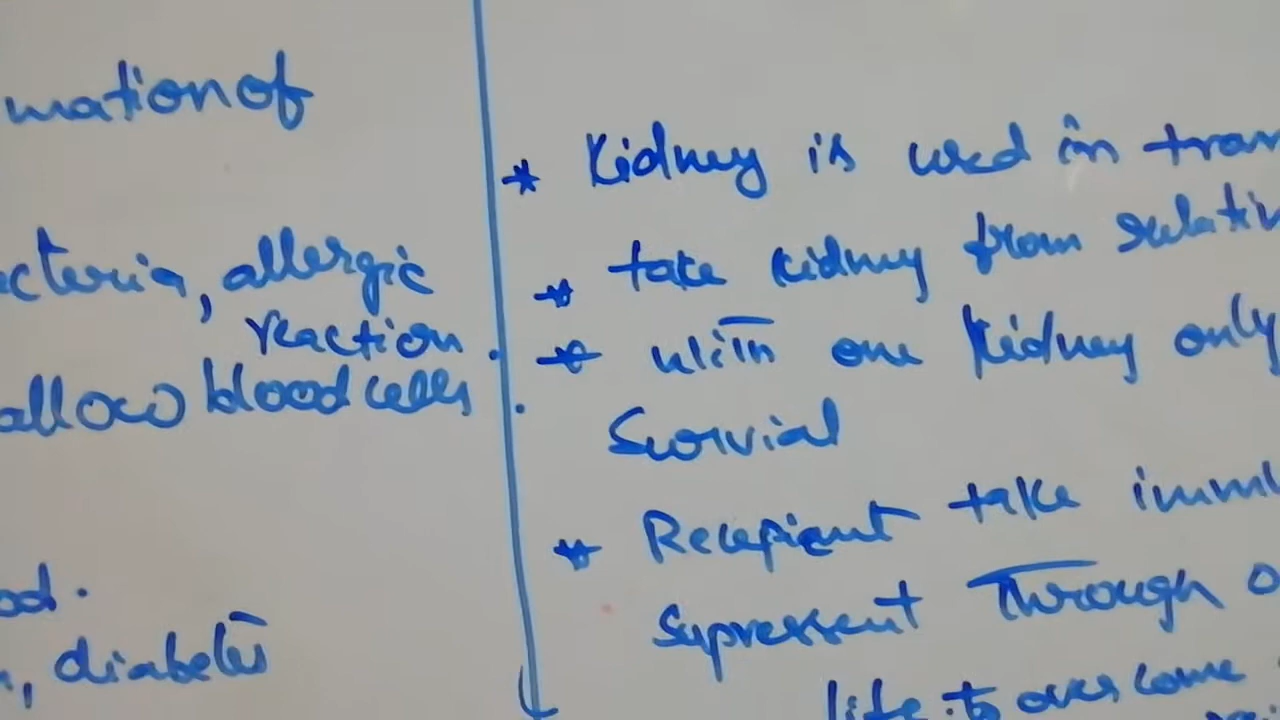 mation of
cteria, allergic
reaction.
allow blood cells.
od.
, diabetes
* Kidney is used in tran
* take kidney from relativ
* with one kidney only
Survial
* Recepient take immu
supressent through o
life to over come